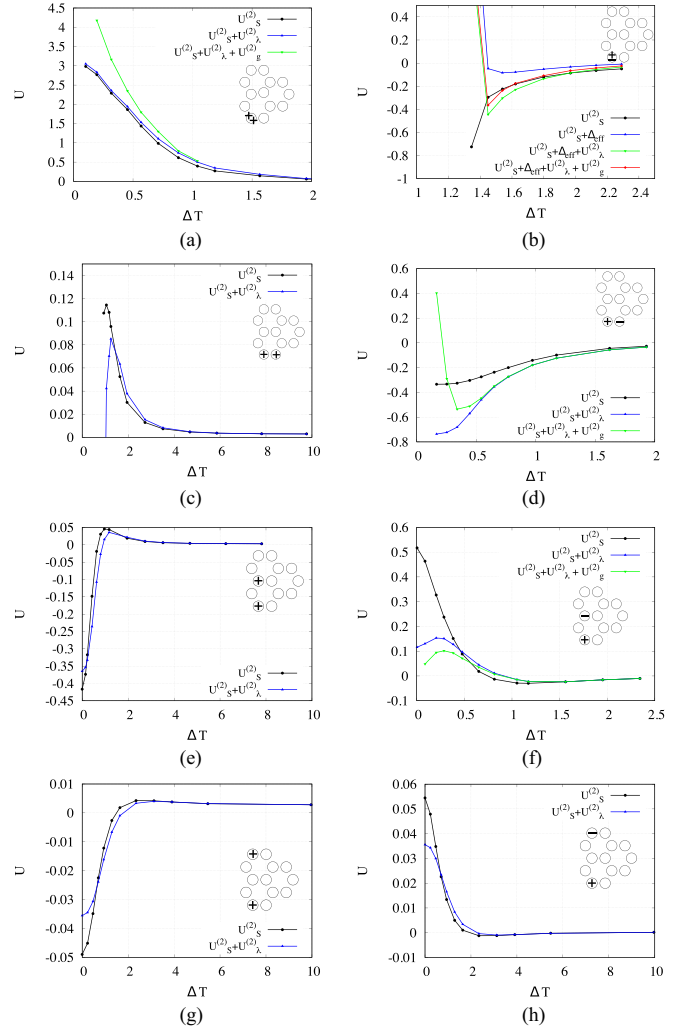 U⁽²⁾S
U⁽²⁾S+U⁽²⁾λ
U⁽²⁾S+U⁽²⁾λ + U⁽²⁾g
4.5
4
3.5
3
2.5
2
1.5
1
0.5
0
U
+
+
0 0.5 1 1.5 2
Δ T
(a)
0.4
0.2
0
-0.2
-0.4
-0.6
-0.8
-1
U
+
−
U⁽²⁾S
U⁽²⁾S+Δeff
U⁽²⁾S+Δeff+U⁽²⁾λ
U⁽²⁾S+Δeff+U⁽²⁾λ + U⁽²⁾g
1 1.2 1.4 1.6 1.8 2 2.2 2.4
Δ T
(b)
U⁽²⁾S
U⁽²⁾S+U⁽²⁾λ
0.14
0.12
0.1
0.08
0.06
0.04
0.02
0
U
+ +
0 2 4 6 8 10
Δ T
(c)
0.6
0.4
0.2
0
-0.2
-0.4
-0.6
-0.8
U
+ −
U⁽²⁾S
U⁽²⁾S+U⁽²⁾λ
U⁽²⁾S+U⁽²⁾λ + U⁽²⁾g
0 0.5 1 1.5 2
Δ T
(d)
0.05
0
-0.05
-0.1
-0.15
-0.2
-0.25
-0.3
-0.35
-0.4
-0.45
U
+
+
U⁽²⁾S
U⁽²⁾S+U⁽²⁾λ
0 2 4 6 8 10
Δ T
(e)
U⁽²⁾S
U⁽²⁾S+U⁽²⁾λ
U⁽²⁾S+U⁽²⁾λ + U⁽²⁾g
0.6
0.5
0.4
0.3
0.2
0.1
0
-0.1
U
−
+
0 0.5 1 1.5 2 2.5
Δ T
(f)
0.01
0
-0.01
-0.02
-0.03
-0.04
-0.05
U
+
+
U⁽²⁾S
U⁽²⁾S+U⁽²⁾λ
0 2 4 6 8 10
Δ T
(g)
U⁽²⁾S
U⁽²⁾S+U⁽²⁾λ
0.06
0.05
0.04
0.03
0.02
0.01
0
-0.01
U
−
+
0 2 4 6 8 10
Δ T
(h)